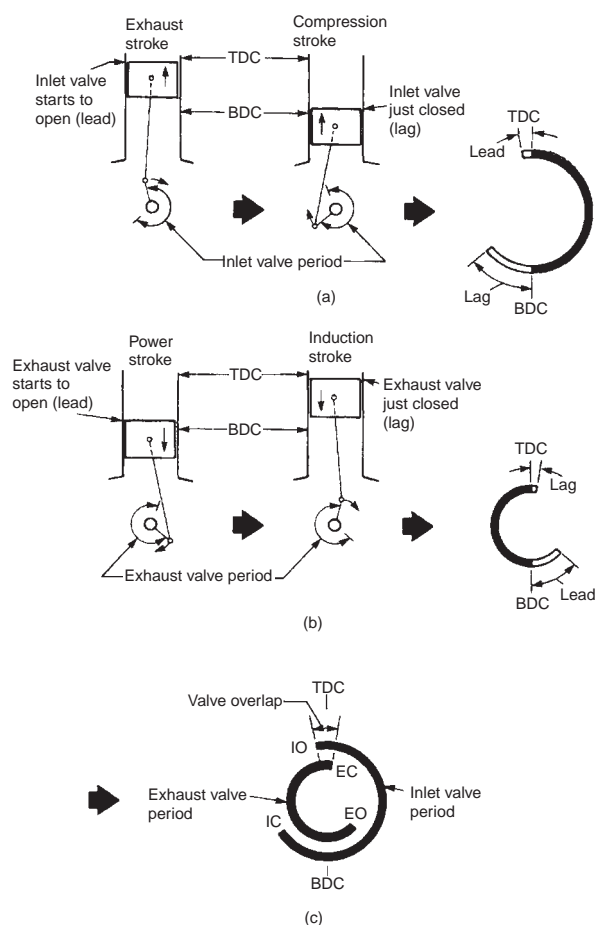 Exhaust
stroke
Compression
stroke
Inlet valve
starts to
open (lead)
TDC
BDC
Inlet valve
just closed
(lag)
Inlet valve period
TDC
Lead
Lag
BDC
(a)
Power
stroke
Induction
stroke
Exhaust valve
starts to
open (lead)
TDC
BDC
Exhaust valve
just closed
(lag)
Exhaust valve period
TDC
Lag
BDC
Lead
(b)
TDC
Valve overlap
IO
EC
Exhaust valve
period
Inlet valve
period
IC
EO
BDC
(c)